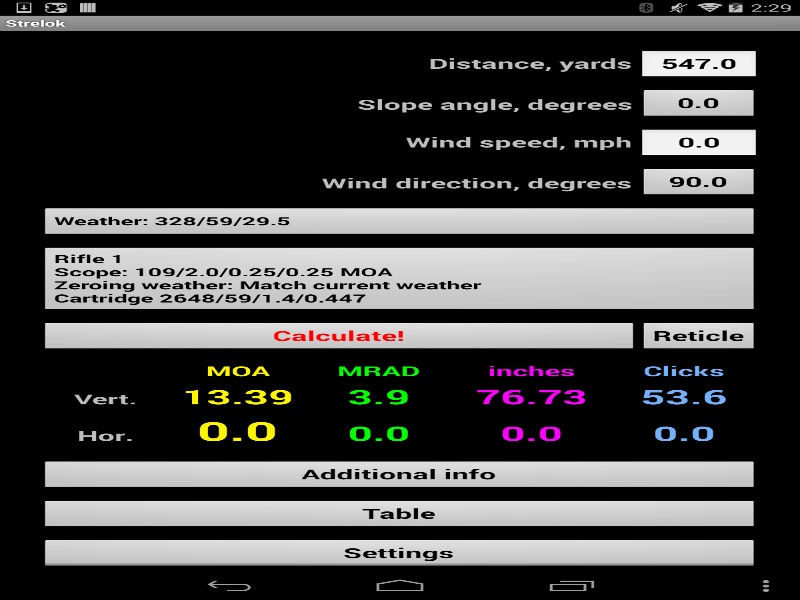 2:29
Strelok
Distance, yards 547.0
Slope angle, degrees 0.0
Wind speed, mph 0.0
Wind direction, degrees 90.0
Weather: 328/59/29.5
Rifle 1
Scope: 109/2.0/0.25/0.25 MOA
Zeroing weather: Match current weather
Cartridge 2648/59/1.4/0.447
Calculate! Reticle
MOA MRAD inches Clicks
Vert. 13.39 3.9 76.73 53.6
Hor. 0.0 0.0 0.0 0.0
Additional info
Table
Settings